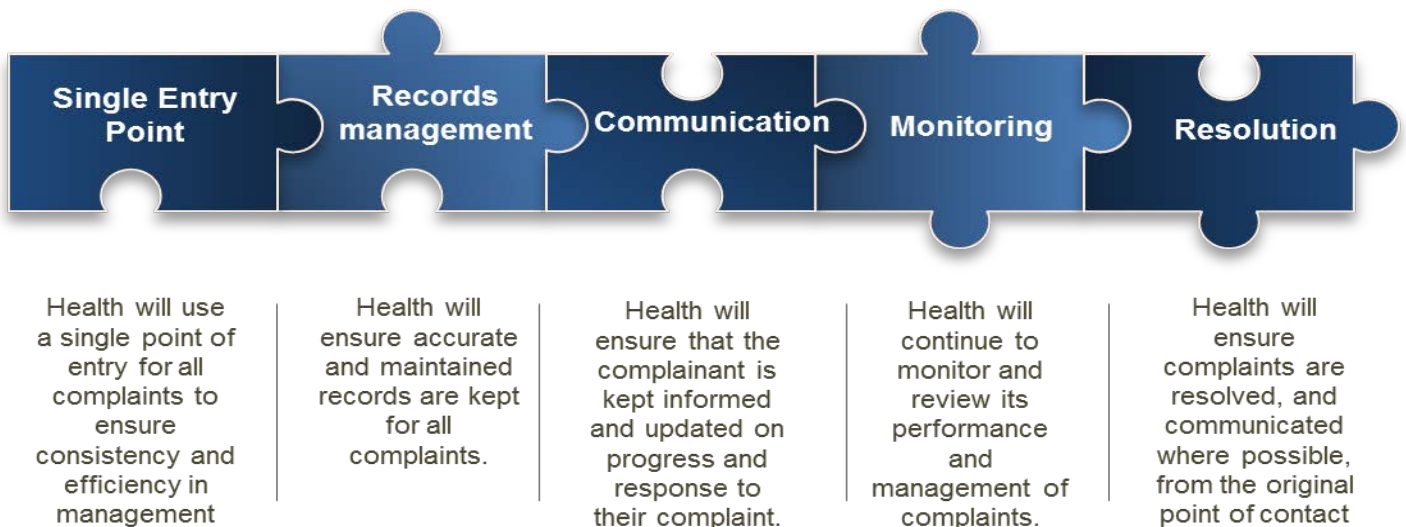 Single Entry
Point
Records
management
Communication
Monitoring
Resolution
Health will use
a single point of
entry for all
complaints to
ensure
consistency and
efficiency in
management
Health will
ensure accurate
and maintained
records are kept
for all
complaints.
Health will
ensure that the
complainant is
kept informed
and updated on
progress and
response to
their complaint.
Health will
continue to
monitor and
review its
performance
and
management of
complaints.
Health will
ensure
complaints are
resolved, and
communicated
where possible,
from the original
point of contact